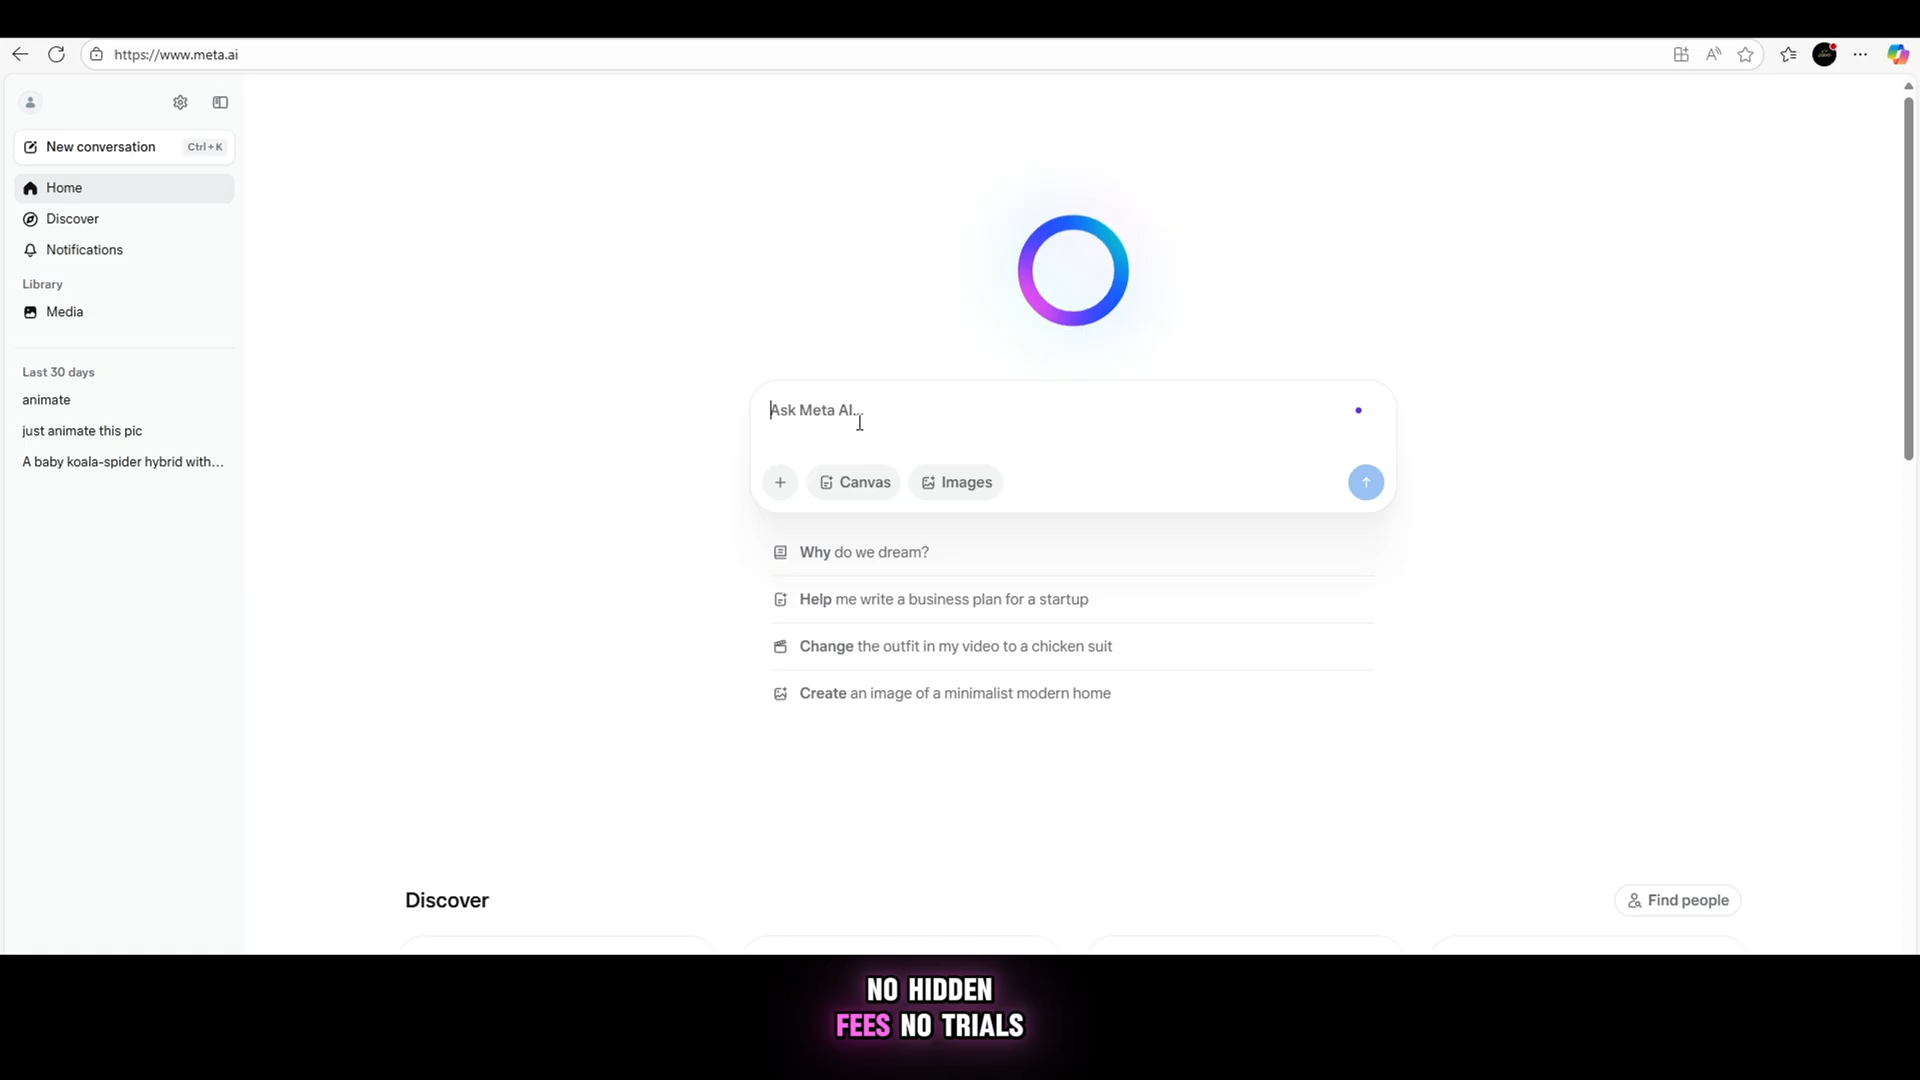 https://www.meta.ai
New conversation Ctrl+K
Home
Discover
Notifications
Library
Media
Last 30 days
animate
just animate this pic
A baby koala-spider hybrid with...
Ask Meta AI...
Canvas Images
Why do we dream?
Help me write a business plan for a startup
Change the outfit in my video to a chicken suit
Create an image of a minimalist modern home
Discover
Find people
NO HIDDEN
FEES NO TRIALS